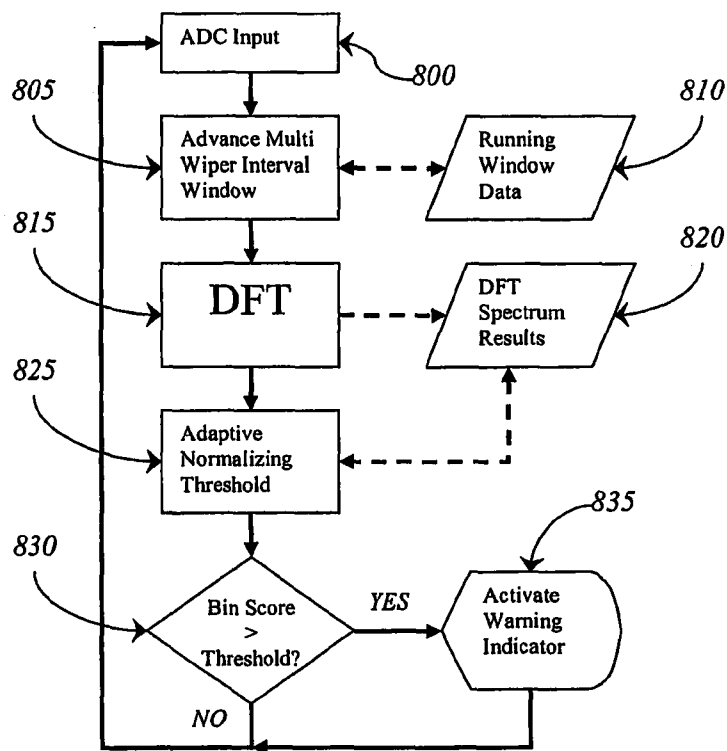 ADC Input
800
805
Advance Multi
Wiper Interval
Window
810
Running
Window
Data
815
DFT
820
DFT
Spectrum
Results
825
Adaptive
Normalizing
Threshold
830
Bin Score
>
Threshold?
YES
835
Activate
Warning
Indicator
NO